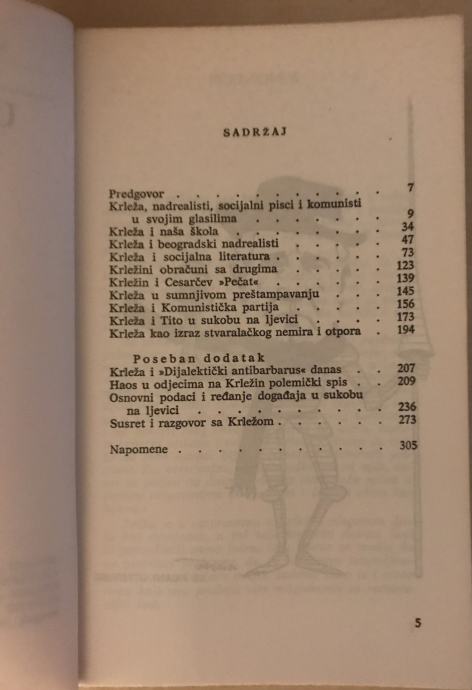 SADRŽAJ
Predgovor . . . . . . . . . . . 7
Krleža, nadrealisti, socijalni pisci i komunisti
u svojim glasilima . . . . . . . 9
Krleža i naša škola . . . . . . . . 34
Krleža i beogradski nadrealisti . . . . . 47
Krleža i socijalna literatura . . . . . . 73
Krležini obračuni sa drugima . . . . . 123
Krležin i Cesarčev »Pečat« . . . . . . 139
Krleža u sumnjivom preštampavanju . . . 145
Krleža i Komunistička partija . . . . . 156
Krleža i Tito u sukobu na ljevici . . . . 173
Krleža kao izraz stvaralačkog nemira i otpora . 194
Poseban dodatak
Krleža i »Dijalektički antibarbarus« danas . . 207
Haos u odjecima na Krležin polemički spis . . 209
Osnovni podaci i ređanje događaja u sukobu
na ljevici . . . . . . . . . . 236
Susret i razgovor sa Krležom . . . . . . 273
Napomene . . . . . . . . . . . 305
5